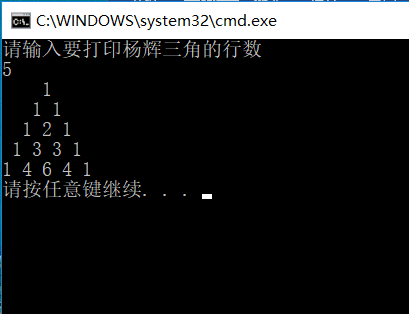 C:\WINDOWS\system32\cmd.exe
请输入要打印杨辉三角的行数
5
1
1 1
1 2 1
1 3 3 1
1 4 6 4 1
请按任意键继续. . .